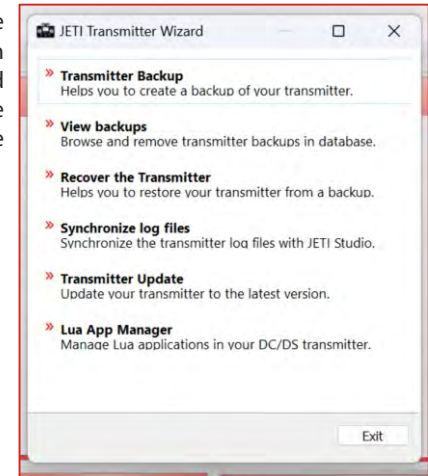 JETI Transmitter Wizard
» Transmitter Backup
Helps you to create a backup of your transmitter.
» View backups
Browse and remove transmitter backups in database.
» Recover the Transmitter
Helps you to restore your transmitter from a backup.
» Synchronize log files
Synchronize the transmitter log files with JETI Studio.
» Transmitter Update
Update your transmitter to the latest version.
» Lua App Manager
Manage Lua applications in your DC/DS transmitter.
Exit